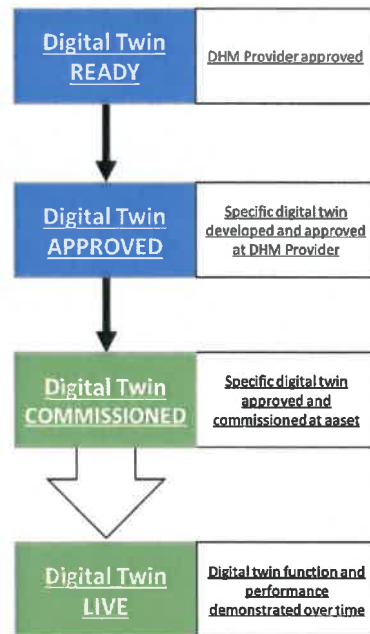 Digital Twin
READY
DHM Provider approved
Digital Twin
APPROVED
Specific digital twin
developed and approved
at DHM Provider
Digital Twin
COMMISSIONED
Specific digital twin
approved and
commissioned at aaset
Digital Twin
LIVE
Digital twin function and
performance
demonstrated over time